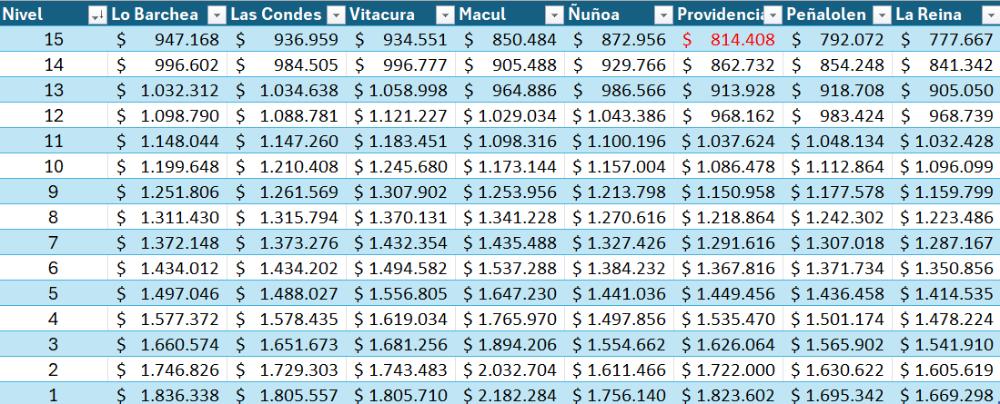 Nivel Lo Barchea Las Condes Vitacura Macul Ñuñoa Providencia Peñalolen La Reina
15 $ 947.168 $ 936.959 $ 934.551 $ 850.484 $ 872.956 $ 814.408 $ 792.072 $ 777.667
14 $ 996.602 $ 984.505 $ 996.777 $ 905.488 $ 929.766 $ 862.732 $ 854.248 $ 841.342
13 $ 1.032.312 $ 1.034.638 $ 1.058.998 $ 964.886 $ 986.566 $ 913.928 $ 918.708 $ 905.050
12 $ 1.098.790 $ 1.088.781 $ 1.121.227 $ 1.029.034 $ 1.043.386 $ 968.162 $ 983.424 $ 968.739
11 $ 1.148.044 $ 1.147.260 $ 1.183.451 $ 1.098.316 $ 1.100.196 $ 1.037.624 $ 1.048.134 $ 1.032.428
10 $ 1.199.648 $ 1.210.408 $ 1.245.680 $ 1.173.144 $ 1.157.004 $ 1.086.478 $ 1.112.864 $ 1.096.099
9 $ 1.251.806 $ 1.261.569 $ 1.307.902 $ 1.253.956 $ 1.213.798 $ 1.150.958 $ 1.177.578 $ 1.159.799
8 $ 1.311.430 $ 1.315.794 $ 1.370.131 $ 1.341.228 $ 1.270.616 $ 1.218.864 $ 1.242.302 $ 1.223.486
7 $ 1.372.148 $ 1.373.276 $ 1.432.354 $ 1.435.488 $ 1.327.426 $ 1.291.616 $ 1.307.018 $ 1.287.167
6 $ 1.434.012 $ 1.434.202 $ 1.494.582 $ 1.537.288 $ 1.384.232 $ 1.367.816 $ 1.371.734 $ 1.350.856
5 $ 1.497.046 $ 1.488.027 $ 1.556.805 $ 1.647.230 $ 1.441.036 $ 1.449.456 $ 1.436.458 $ 1.414.535
4 $ 1.577.372 $ 1.578.435 $ 1.619.034 $ 1.765.970 $ 1.497.856 $ 1.535.470 $ 1.501.174 $ 1.478.224
3 $ 1.660.574 $ 1.651.673 $ 1.681.256 $ 1.894.206 $ 1.554.662 $ 1.626.064 $ 1.565.902 $ 1.541.910
2 $ 1.746.826 $ 1.729.303 $ 1.743.483 $ 2.032.704 $ 1.611.466 $ 1.722.000 $ 1.630.622 $ 1.605.619
1 $ 1.836.338 $ 1.805.557 $ 1.805.710 $ 2.182.284 $ 1.756.140 $ 1.823.602 $ 1.695.342 $ 1.669.298